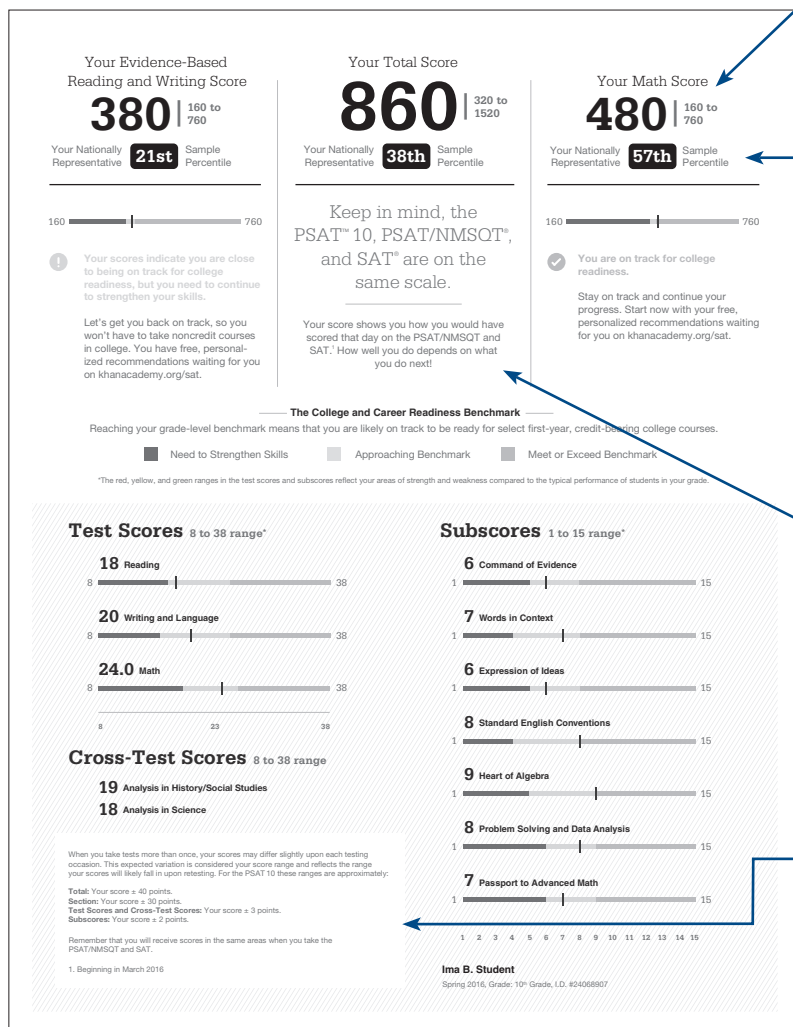 Your Evidence-Based
Reading and Writing Score
380
160 to
760
Your Nationally
Representative
21st
Sample
Percentile
160
760
Your scores indicate you are close
to being on track for college
readiness, but you need to continue
to strengthen your skills.
Let's get you back on track, so you
won't have to take noncredit courses
in college. You have free, personal-
ized recommendations waiting for you
on khanacademy.org/sat.
Your Total Score
860
320 to
1520
Your Nationally
Representative
38th
Sample
Percentile
Keep in mind, the
PSAT™ 10, PSAT/NMSQT®,
and SAT® are on the
same scale.
Your score shows you how you would have
scored that day on the PSAT/NMSQT and
SAT.¹ How well you do depends on what
you do next!
Your Math Score
480
160 to
760
Your Nationally
Representative
57th
Sample
Percentile
160
760
You are on track for college
readiness.
Stay on track and continue your
progress. Start now with your free,
personalized recommendations waiting
for you on khanacademy.org/sat.
The College and Career Readiness Benchmark
Reaching your grade-level benchmark means that you are likely on track to be ready for select first-year, credit-bearing college courses.
Need to Strengthen Skills
Approaching Benchmark
Meet or Exceed Benchmark
*The red, yellow, and green ranges in the test scores and subscores reflect your areas of strength and weakness compared to the typical performance of students in your grade.
Test Scores 8 to 38 range*
18 Reading
8 38
20 Writing and Language
8 38
24.0 Math
8 38
8 23 38
Cross-Test Scores 8 to 38 range
19 Analysis in History/Social Studies
18 Analysis in Science
When you take tests more than once, your scores may differ slightly upon each testing
occasion. This expected variation is considered your score range and reflects the range
your scores will likely fall in upon retesting. For the PSAT 10 these ranges are approximately:
Total: Your score ± 40 points.
Section: Your score ± 30 points.
Test Scores and Cross-Test Scores: Your score ± 3 points.
Subscores: Your score ± 2 points.
Remember that you will receive scores in the same areas when you take the
PSAT/NMSQT and SAT.
1. Beginning in March 2016
Subscores 1 to 15 range*
6 Command of Evidence
1 15
7 Words in Context
1 15
6 Expression of Ideas
1 15
8 Standard English Conventions
1 15
9 Heart of Algebra
1 15
8 Problem Solving and Data Analysis
1 15
7 Passport to Advanced Math
1 15
1 2 3 4 5 6 7 8 9 10 11 12 13 14 15
Ima B. Student
Spring 2016, Grade: 10th Grade, I.D. #24068907